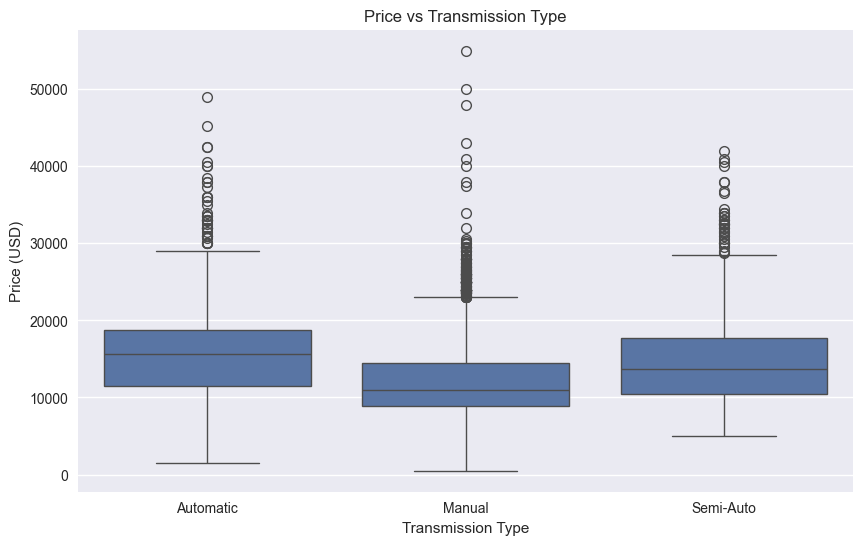 Price vs Transmission Type
Price (USD)
50000
40000
30000
20000
10000
0
Automatic
Manual
Semi-Auto
Transmission Type